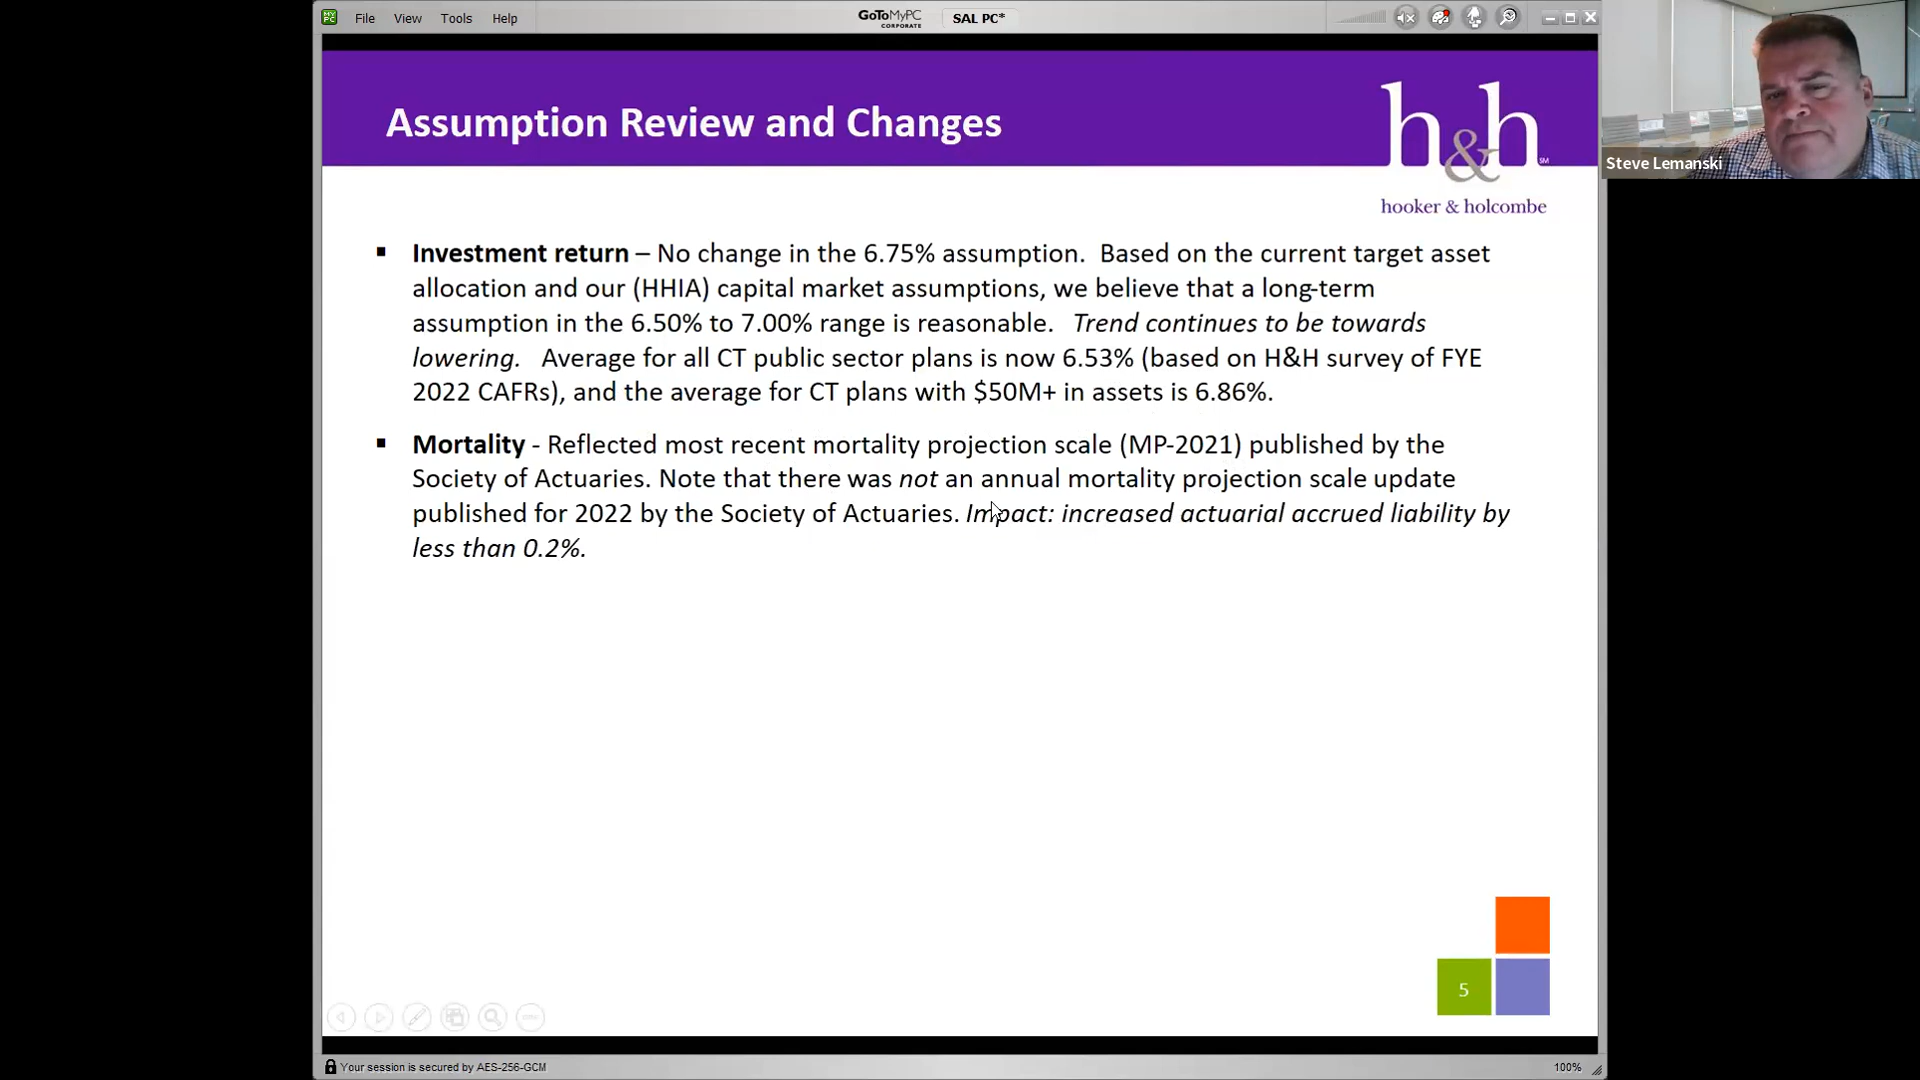 File View Tools Help
GoToMyPC
CORPORATE
SAL PC*
Assumption Review and Changes
h&h
SM
hooker & holcombe
Steve Lemanski
▪ Investment return – No change in the 6.75% assumption.  Based on the current target asset
allocation and our (HHIA) capital market assumptions, we believe that a long-term
assumption in the 6.50% to 7.00% range is reasonable.   Trend continues to be towards
lowering.   Average for all CT public sector plans is now 6.53% (based on H&H survey of FYE
2022 CAFRs), and the average for CT plans with $50M+ in assets is 6.86%.
▪ Mortality - Reflected most recent mortality projection scale (MP-2021) published by the
Society of Actuaries. Note that there was not an annual mortality projection scale update
published for 2022 by the Society of Actuaries. Impact: increased actuarial accrued liability by
less than 0.2%.
5
Your session is secured by AES-256-GCM
100%